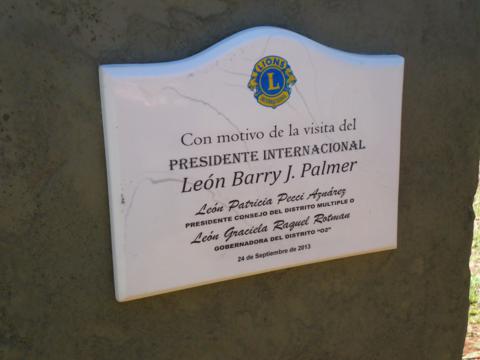 LIONS
L
INTERNATIONAL
Con motivo de la visita del
PRESIDENTE INTERNACIONAL
León Barry J. Palmer
León Patricia Pecci Aznárez
PRESIDENTE CONSEJO DEL DISTRITO MULTIPLE O
León Graciela Raquel Rotman
GOBERNADORA DEL DISTRITO "O2"
24 de Septiembre de 2013